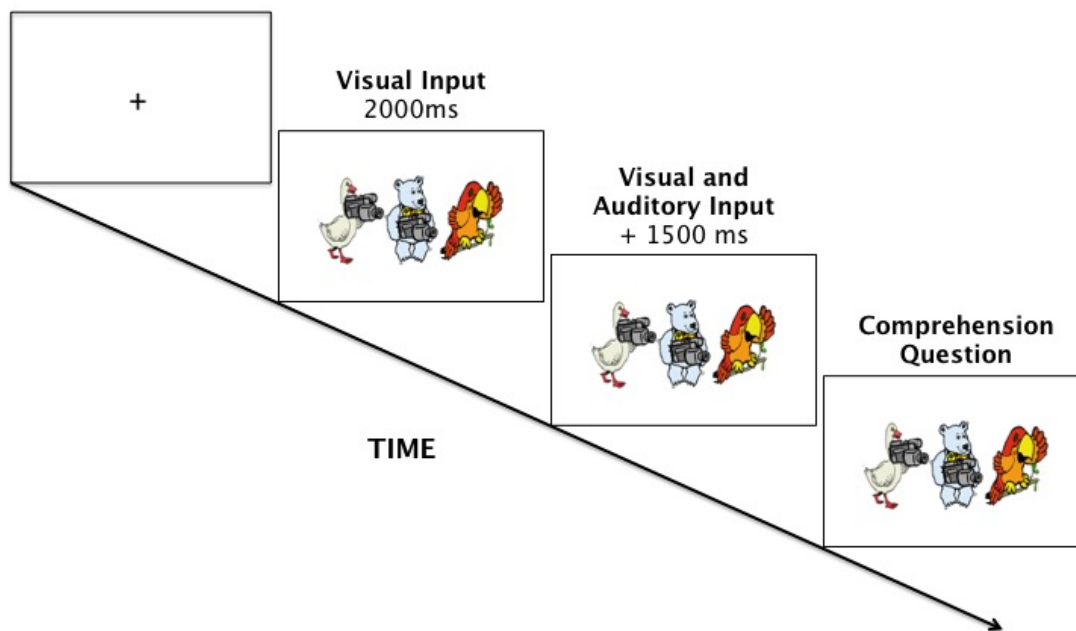 +
Visual Input
2000ms
Visual and
Auditory Input
+ 1500 ms
Comprehension
Question
TIME